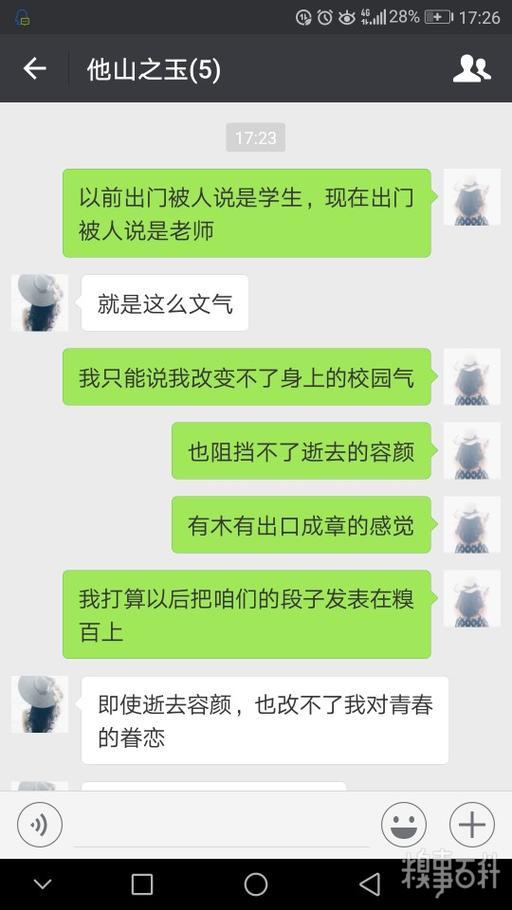 4G 28% 17:26
他山之玉(5)
17:23
以前出门被人说是学生，现在出门
被人说是老师
就是这么文气
我只能说我改变不了身上的校园气
也阻挡不了逝去的容颜
有木有出口成章的感觉
我打算以后把咱们的段子发表在糗
百上
即使逝去容颜，也改不了我对青春
的眷恋
糗事百科